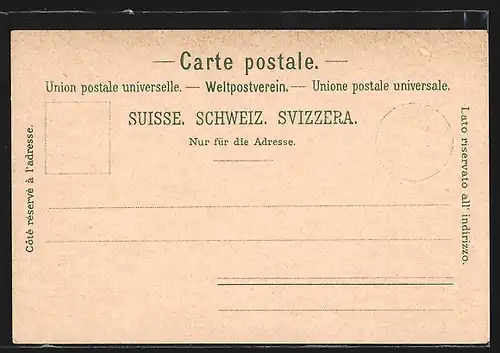 — Carte postale. —
Union postale universelle. — Weltpostverein. — Unione postale universale.
SUISSE. SCHWEIZ. SVIZZERA.
Nur für die Adresse.
Côté réservé à l'adresse.
Lato riservato all' indirizzo.